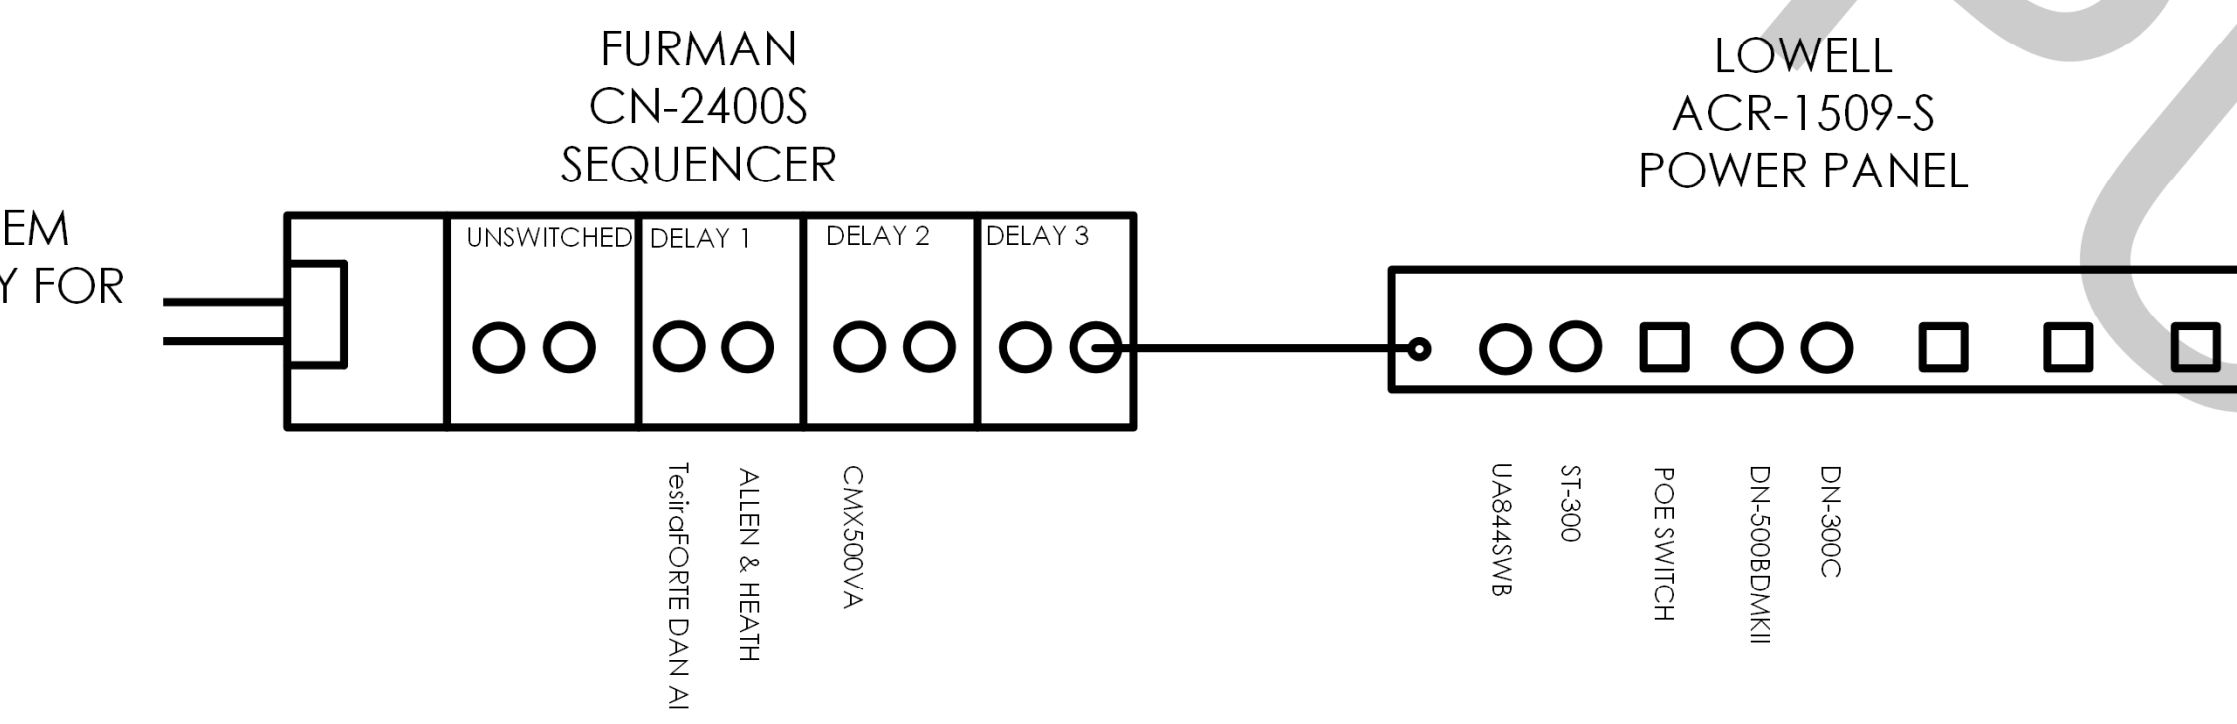 FURMAN
CN-2400S
SEQUENCER
LOWELL
ACR-1509-S
POWER PANEL
EM
Y FOR
UNSWITCHED
DELAY 1
DELAY 2
DELAY 3
TesiraFORTE DAN AI
ALLEN & HEATH
CMX500VA
UA844SWB
ST-300
POE SWITCH
DN-500BDMKII
DN-300C